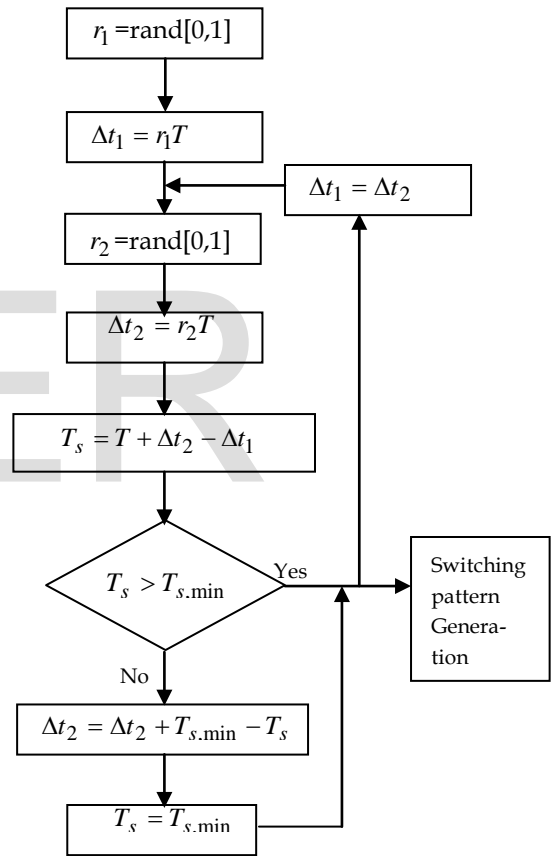 r₁ =rand[0,1]
Δt₁ = r₁T
Δt₁ = Δt₂
r₂ =rand[0,1]
Δt₂ = r₂T
Tₛ = T + Δt₂ − Δt₁
Tₛ > Tₛ.min
Yes
Switching
pattern
Genera-
tion
No
Δt₂ = Δt₂ + Tₛ.min − Tₛ
Tₛ = Tₛ.min
ER